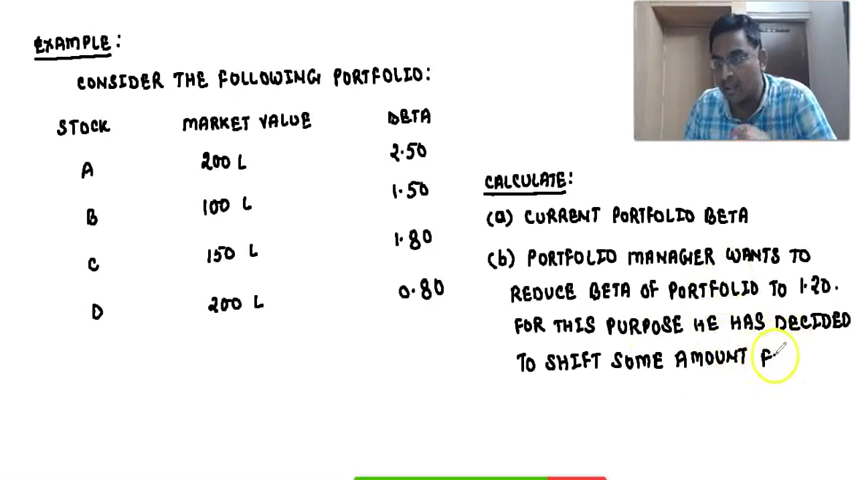 EXAMPLE:
CONSIDER THE FOLLOWING PORTFOLIO:
STOCK MARKET VALUE BETA
A 200 L 2.50
B 100 L 1.50
C 150 L 1.80
D 200 L 0.80
CALCULATE:
(a) CURRENT PORTFOLIO BETA
(b) PORTFOLIO MANAGER WANTS TO
REDUCE BETA OF PORTFOLIO TO 1.20.
FOR THIS PURPOSE HE HAS DECIDED
TO SHIFT SOME AMOUNT F